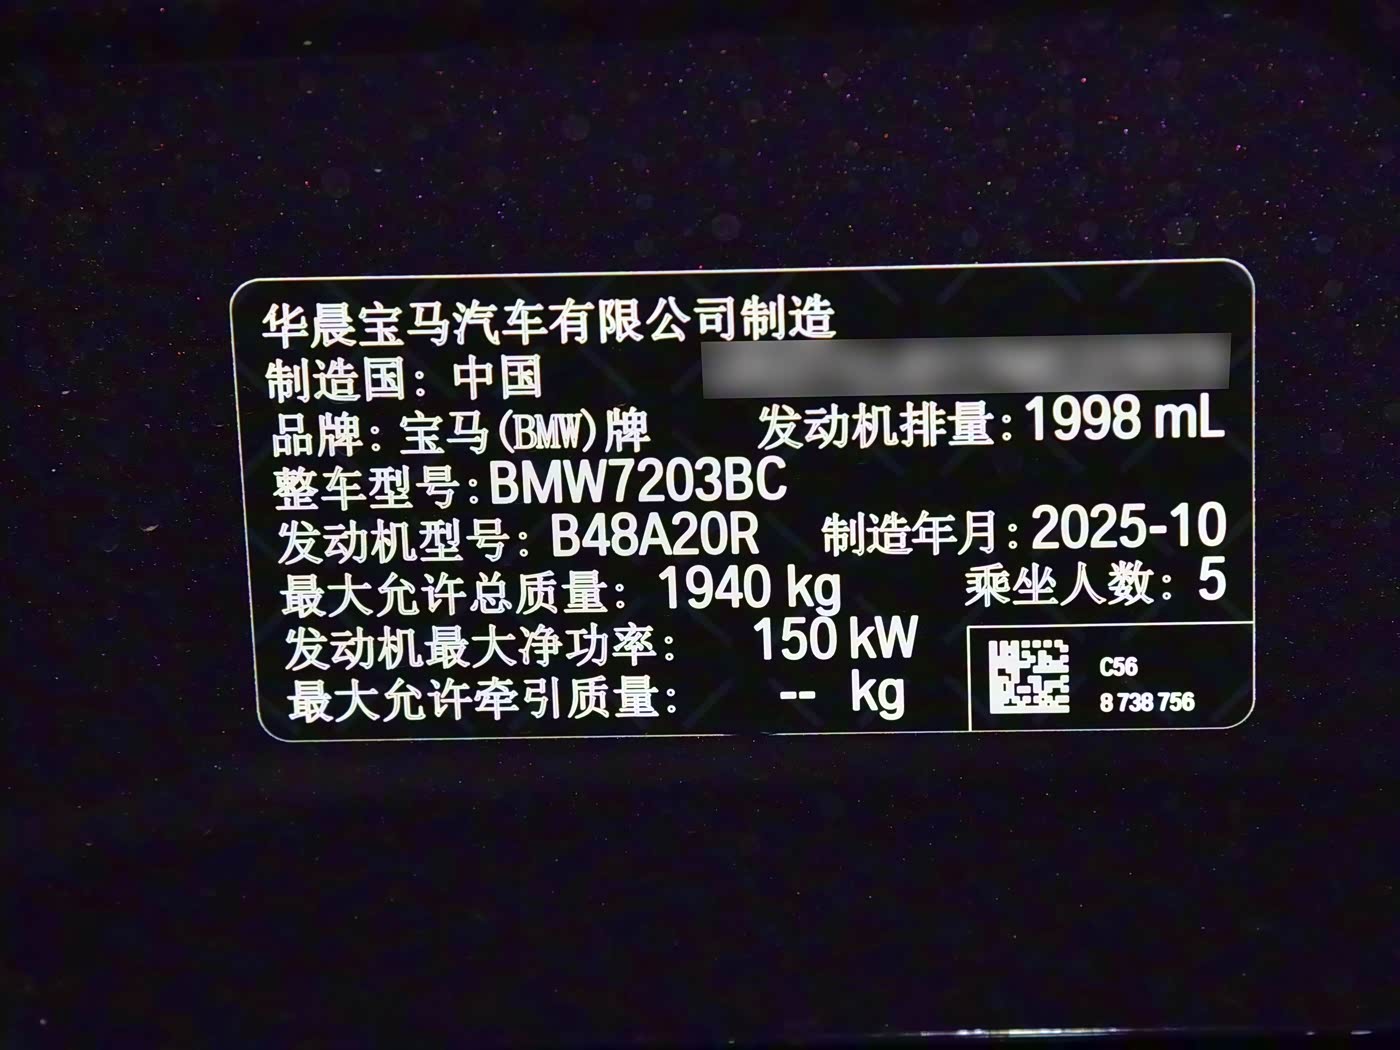 华晨宝马汽车有限公司制造
制造国：中国
品牌：宝马(BMW)牌 发动机排量：1998 mL
整车型号：BMW7203BC
发动机型号：B48A20R 制造年月：2025-10
最大允许总质量：1940 kg 乘坐人数：5
发动机最大净功率：150 kW
最大允许牵引质量：-- kg
C56
8 738 756